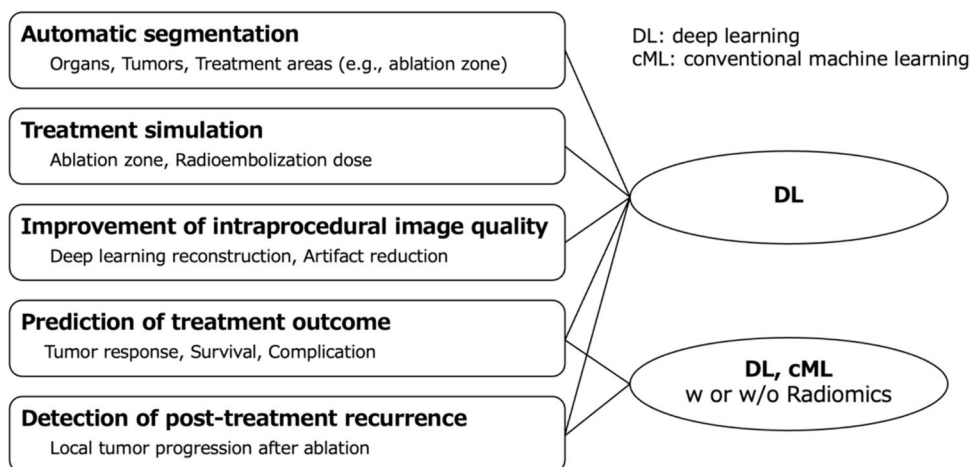 Automatic segmentation
Organs, Tumors, Treatment areas (e.g., ablation zone)
Treatment simulation
Ablation zone, Radioembolization dose
Improvement of intraprocedural image quality
Deep learning reconstruction, Artifact reduction
Prediction of treatment outcome
Tumor response, Survival, Complication
Detection of post-treatment recurrence
Local tumor progression after ablation
DL: deep learning
cML: conventional machine learning
DL
DL, cML
w or w/o Radiomics